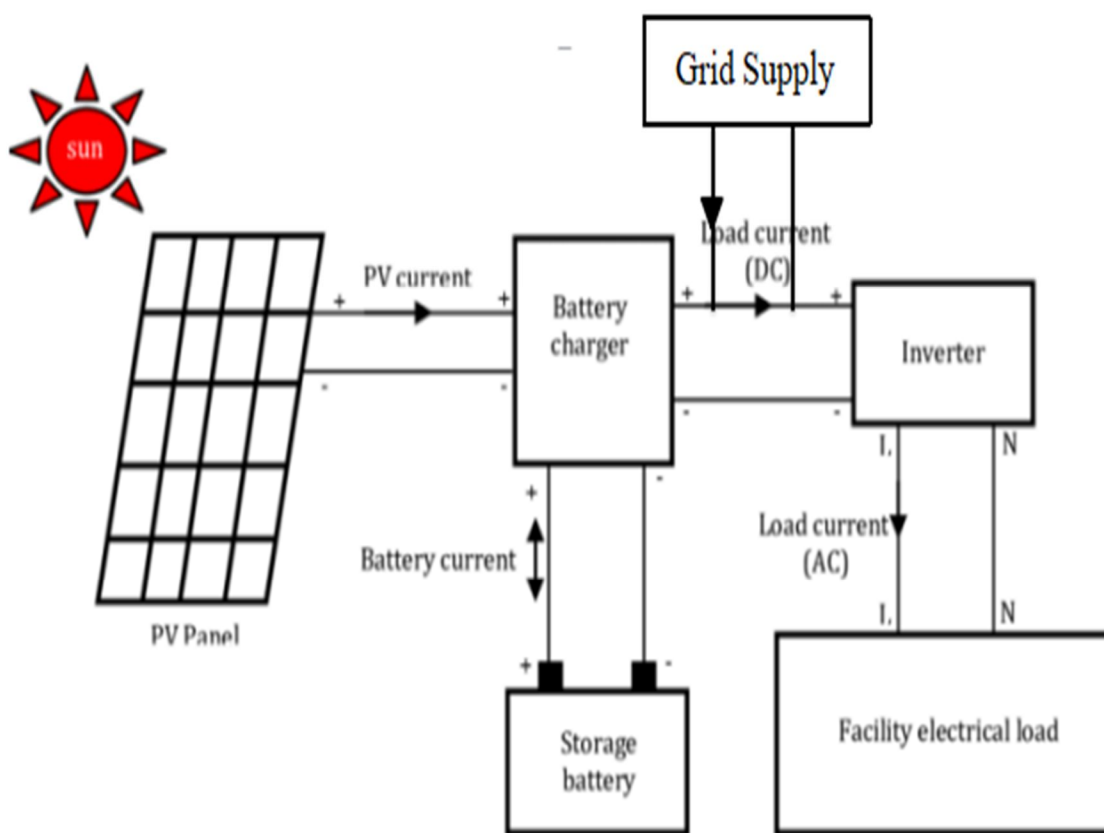 Grid Supply
sun
Load current
(DC)
PV current
+
+
+
+
Battery
charger
Inverter
-
-
-
-
L
N
+
-
Battery current
Load current
(AC)
L
N
PV Panel
+
-
Storage
battery
Facility electrical load